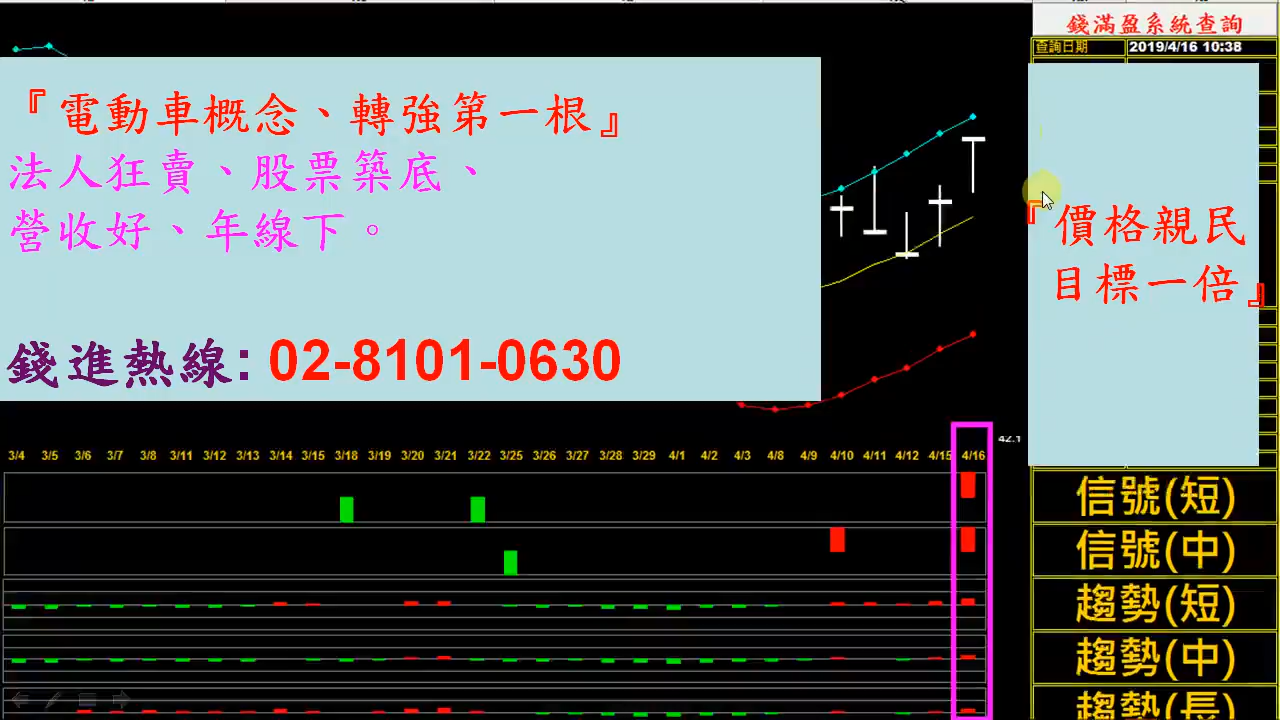 錢滿盈系統查詢
查詢日期 2019/4/16 10:38
『電動車概念、轉強第一根』
法人狂賣、股票築底、
營收好、年線下。
錢進熱線: 02-8101-0630
『價格親民
目標一倍』
42.1
3/4 3/5 3/6 3/7 3/8 3/11 3/12 3/13 3/14 3/15 3/18 3/19 3/20 3/21 3/22 3/25 3/26 3/27 3/28 3/29 4/1 4/2 4/3 4/8 4/9 4/10 4/11 4/12 4/15 4/16
信號(短)
信號(中)
趨勢(短)
趨勢(中)
趨勢(長)